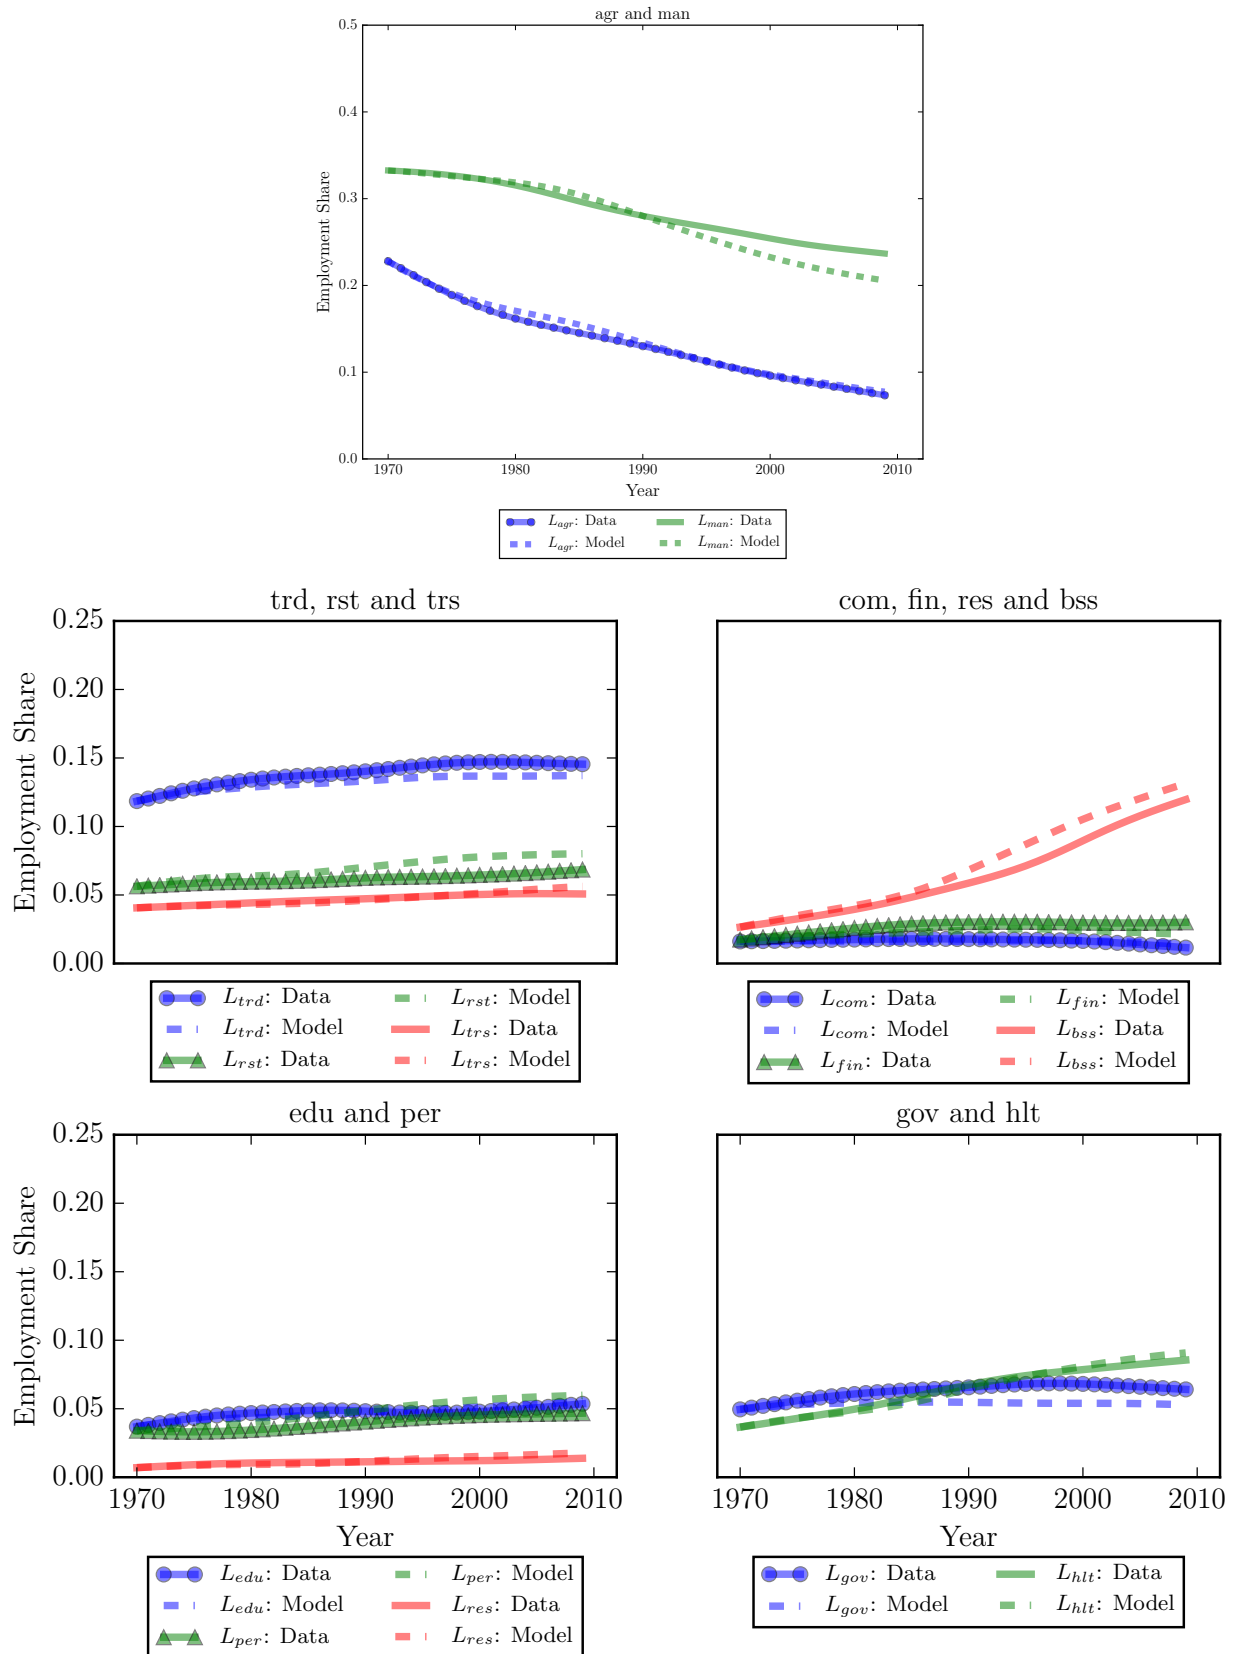 agr and man
0.5
0.4
0.3
0.2
0.1
0.0
Employment Share
1970 1980 1990 2000 2010
Year
L_agr: Data L_man: Data
L_agr: Model L_man: Model
trd, rst and trs
0.25
0.20
0.15
0.10
0.05
0.00
Employment Share
L_trd: Data L_rst: Model
L_trd: Model L_trs: Data
L_rst: Data L_trs: Model
com, fin, res and bss
L_com: Data L_fin: Model
L_com: Model L_bss: Data
L_fin: Data L_bss: Model
edu and per
0.25
0.20
0.15
0.10
0.05
0.00
Employment Share
1970 1980 1990 2000 2010
Year
L_edu: Data L_per: Model
L_edu: Model L_res: Data
L_per: Data L_res: Model
gov and hlt
1970 1980 1990 2000 2010
Year
L_gov: Data L_hlt: Data
L_gov: Model L_hlt: Model